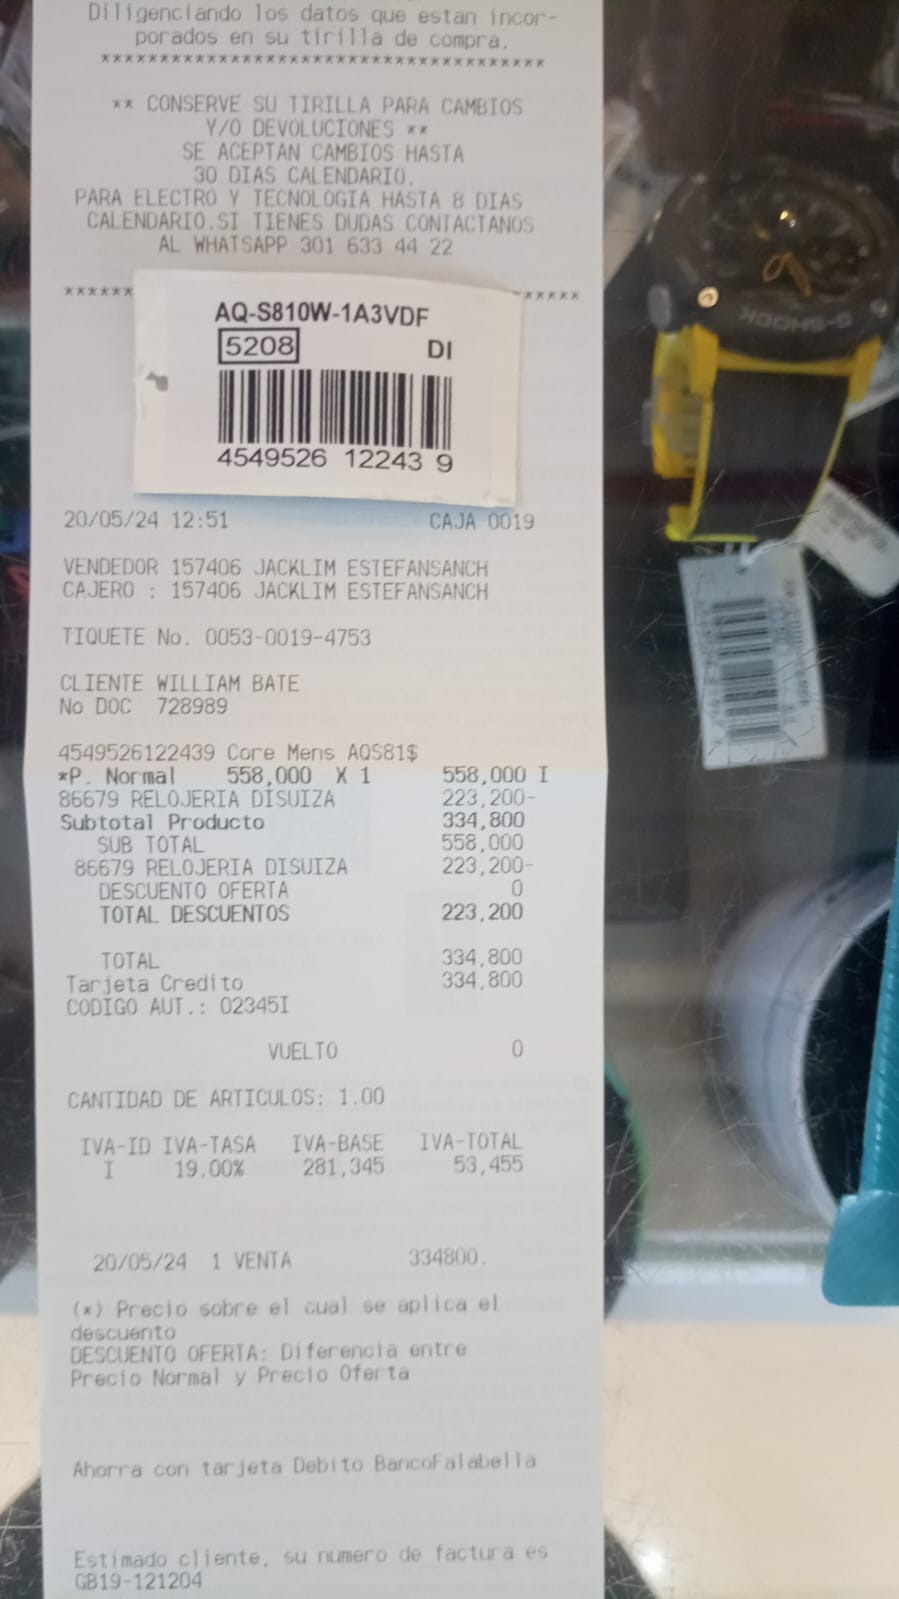 Diligenciando los datos que estan incor-
porados en su tirilla de compra.
**************************************
** CONSERVE SU TIRILLA PARA CAMBIOS
Y/O DEVOLUCIONES **
SE ACEPTAN CAMBIOS HASTA
30 DIAS CALENDARIO.
PARA ELECTRO Y TECNOLOGIA HASTA 8 DIAS
CALENDARIO.SI TIENES DUDAS CONTACTANOS
AL WHATSAPP 301 633 44 22
AQ-S810W-1A3VDF
5208 DI
4549526 12243 9
20/05/24 12:51 CAJA 0019
VENDEDOR 157406 JACKLIM ESTEFANSANCH
CAJERO : 157406 JACKLIM ESTEFANSANCH
TIQUETE No. 0053-0019-4753
CLIENTE WILLIAM BATE
No DOC 728989
4549526122439 Core Mens AQS81$
*P. Normal 558,000 X 1 558,000 I
86679 RELOJERIA DISUIZA 223,200-
Subtotal Producto 334,800
SUB TOTAL 558,000
86679 RELOJERIA DISUIZA 223,200-
DESCUENTO OFERTA 0
TOTAL DESCUENTOS 223,200
TOTAL 334,800
Tarjeta Credito 334,800
CODIGO AUT.: 02345I
VUELTO 0
CANTIDAD DE ARTICULOS: 1.00
IVA-ID IVA-TASA IVA-BASE IVA-TOTAL
I 19.00% 281,345 53,455
20/05/24 1 VENTA 334800.
(*) Precio sobre el cual se aplica el
descuento
DESCUENTO OFERTA: Diferencia entre
Precio Normal y Precio Oferta
Ahorra con tarjeta Debito BancoFalabella
Estimado cliente, su numero de factura es
GB19-121204
G-SHOCK